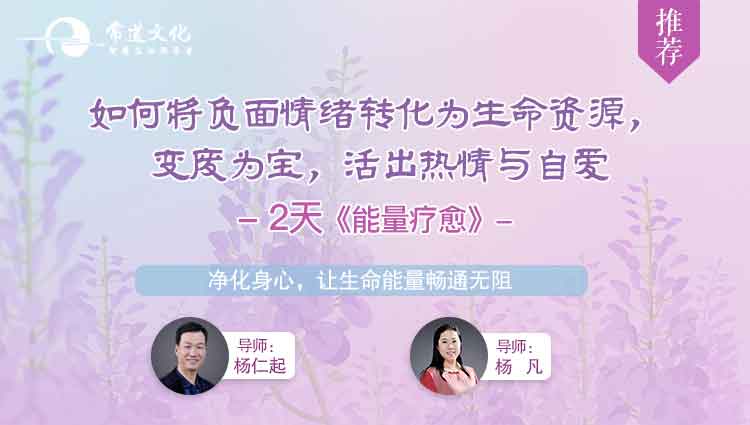 常道文化
推荐
如何将负面情绪转化为生命资源，
变废为宝，活出热情与自爱
- 2天《能量疗愈》-
净化身心，让生命能量畅通无阻
导师：
杨仁起
导师：
杨 凡